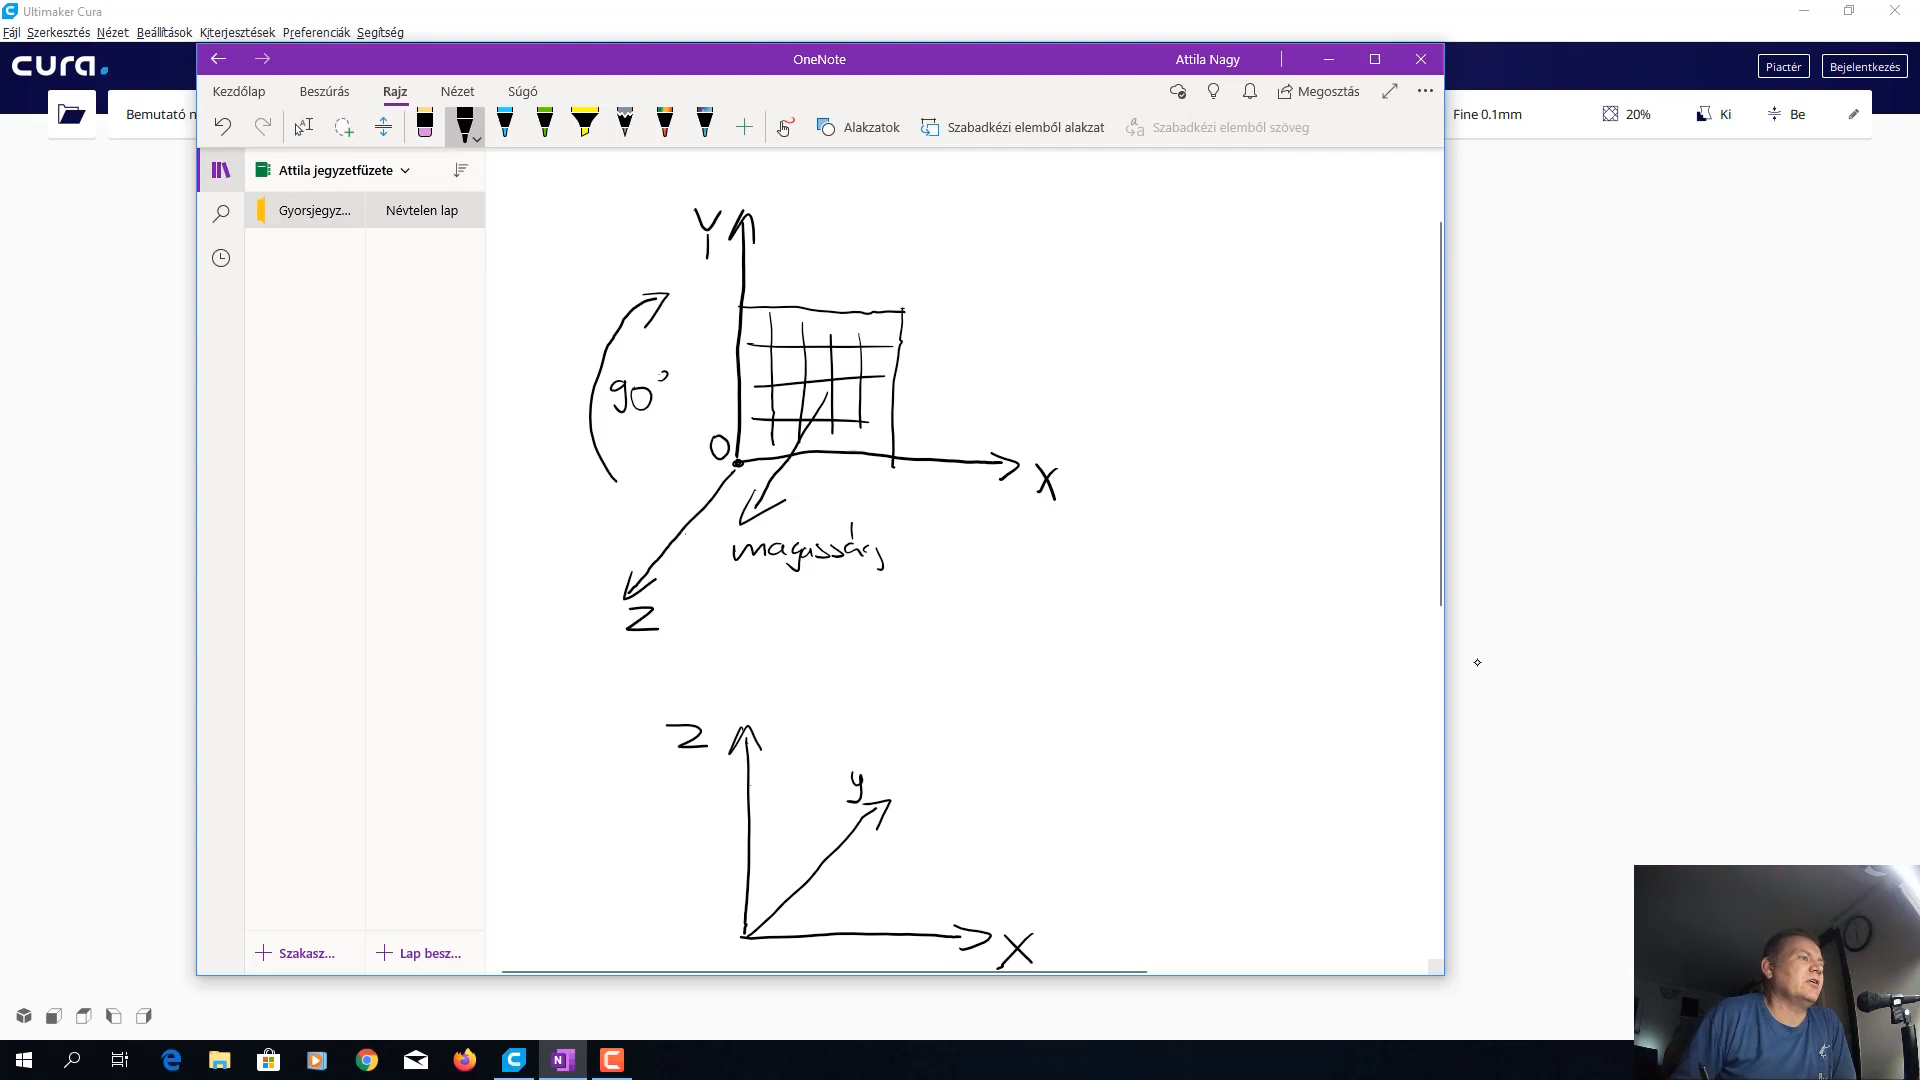 Ultimaker Cura
Fájl Szerkesztés Nézet Beállítások Kiterjesztések Preferenciák Segítség
cura.
Piactér
Bejelentkezés
OneNote
Attila Nagy
Kezdőlap Beszúrás Rajz Nézet Súgó
Megosztás
Bemutató n
Alakzatok
Szabadkézi elemből alakzat
Szabadkézi elemből szöveg
Fine 0.1mm
20%
Ki
Be
Attila jegyzetfüzete
Gyorsjegyz...
Névtelen lap
Y
90°
0
X
magasság
Z
Z
y
X
Szakasz...
Lap besz...